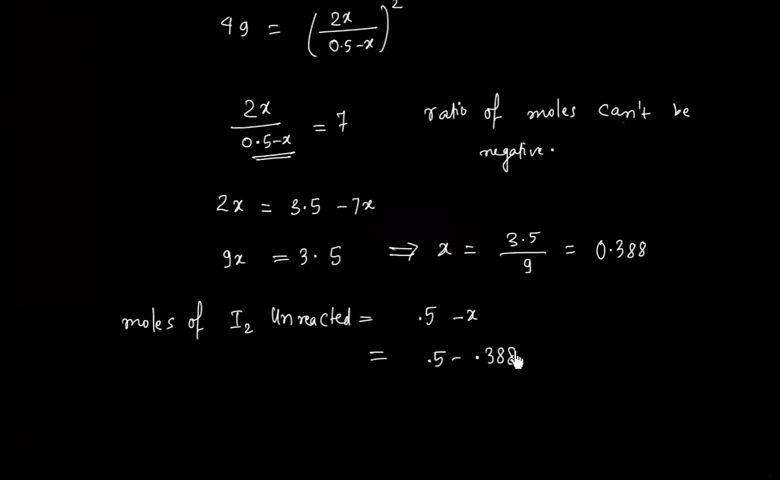 49 = (2x / 0.5-x)²
2x / 0.5-x = 7 ratio of moles can't be negative.
2x = 3.5 - 7x
9x = 3.5 ⟹ x = 3.5 / 9 = 0.388
moles of I₂ Unreacted = .5 - x
= .5 - .388